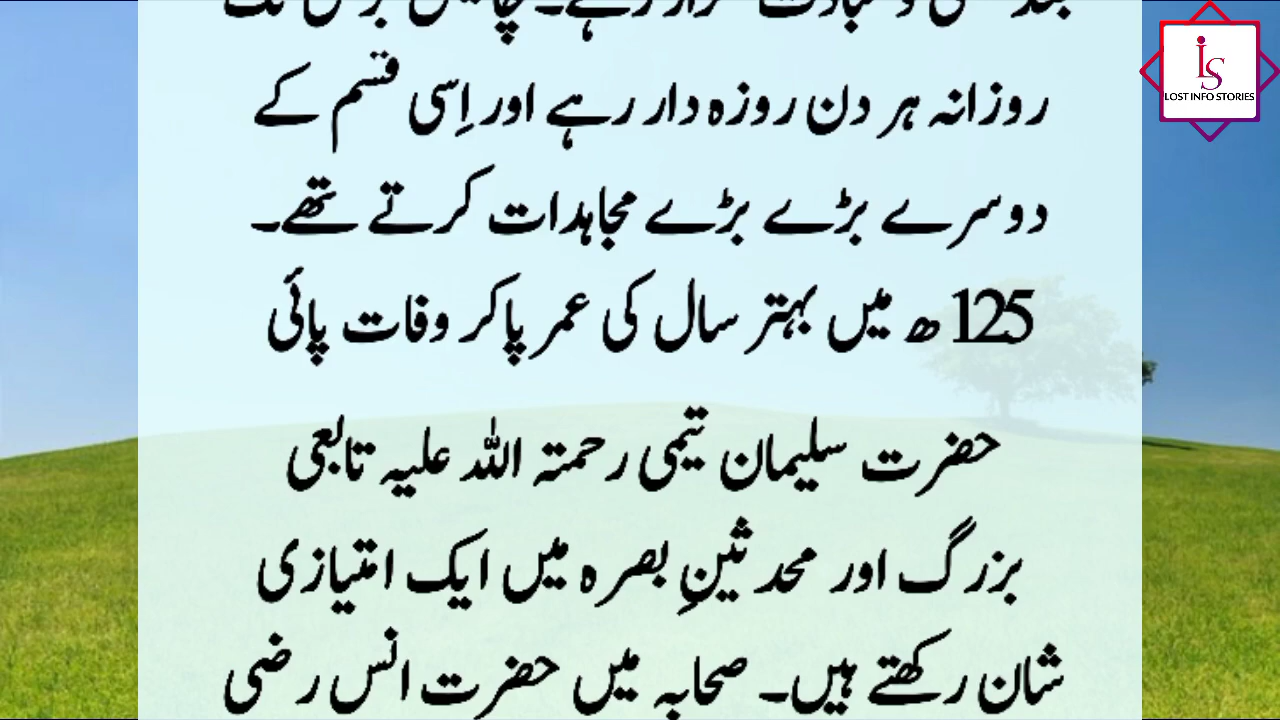 روزانہ ہر دن روزہ دار رہے اور اِسی قسم کے
دوسرے بڑے بڑے مجاہدات کرتے تھے۔
125ھ میں بہتر سال کی عمر پاکر وفات پائی
حضرت سلیمان تیمی رحمتہ اللہ علیہ تابعی
بزرگ اور محدثینِ بصرہ میں ایک امتیازی
شان رکھتے ہیں۔ صحابہ میں حضرت انس رضی
LS
LOST INFO STORIES